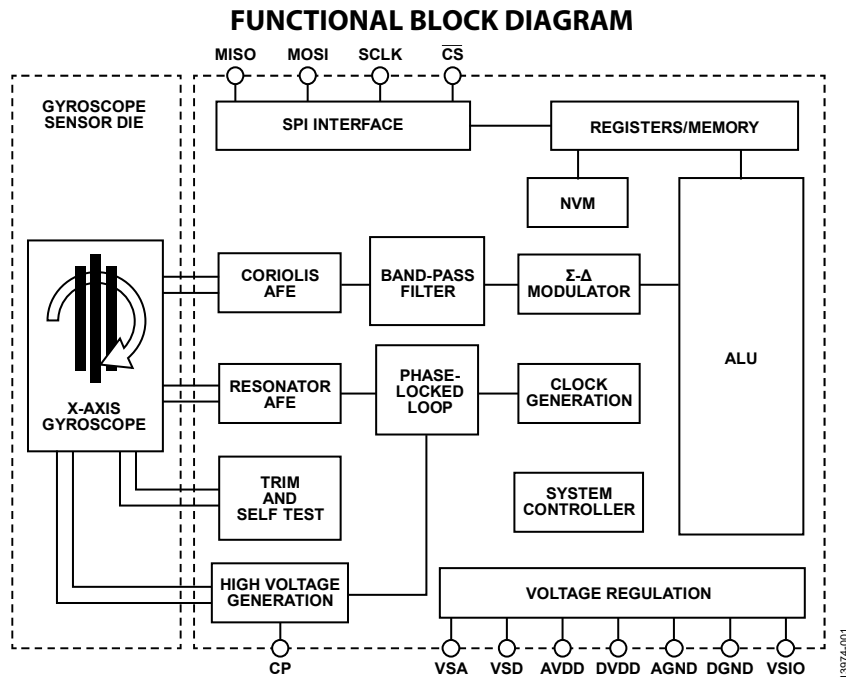 FUNCTIONAL BLOCK DIAGRAM
MISO MOSI SCLK CS
GYROSCOPE
SENSOR DIE
SPI INTERFACE
REGISTERS/MEMORY
NVM
CORIOLIS
AFE
BAND-PASS
FILTER
Σ-Δ
MODULATOR
ALU
X-AXIS
GYROSCOPE
RESONATOR
AFE
PHASE-
LOCKED
LOOP
CLOCK
GENERATION
TRIM
AND
SELF TEST
SYSTEM
CONTROLLER
HIGH VOLTAGE
GENERATION
VOLTAGE REGULATION
CP VSA VSD AVDD DVDD AGND DGND VSIO
13974-001